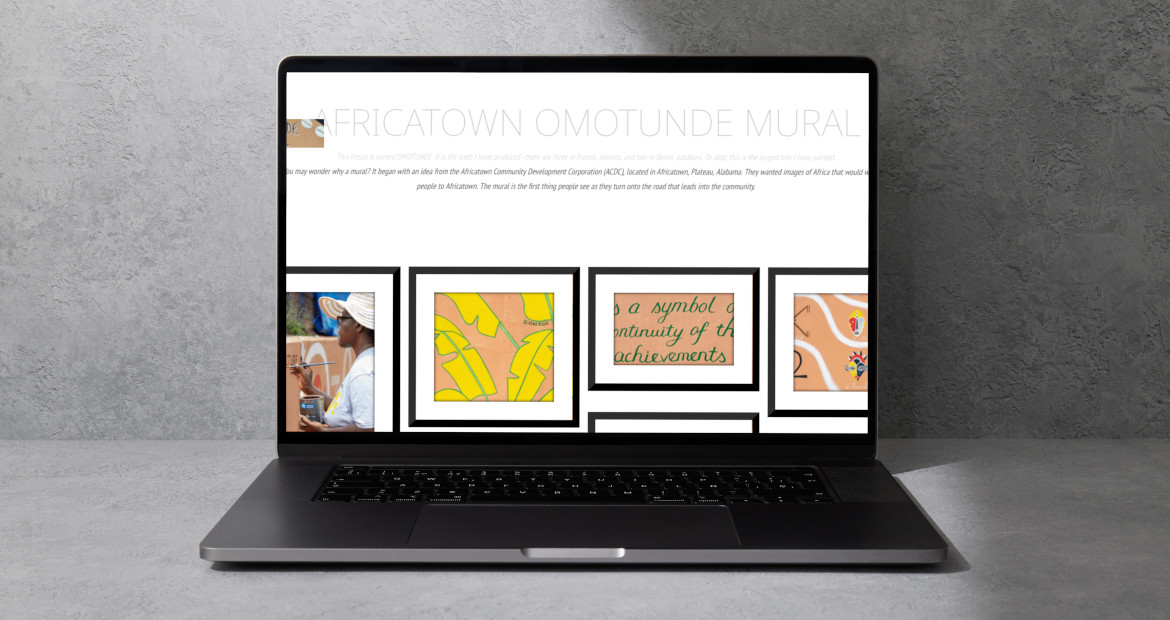 AFRICATOWN OMOTUNDE MURAL
DE
This fresco is named OMOTUNDE. It is the sixth I have produced-there are three in France, indoors, and two in Benin, outdoors. To date, this is the largest one I have painted.
ou may wonder why a mural? It began with an idea from the Africatown Community Development Corporation (ACDC), located in Africatown, Plateau, Alabama. They wanted images of Africa that would w
people to Africatown. The mural is the first thing people see as they turn onto the road that leads into the community.
s a symbol o
ontinuity of th
achievements
2